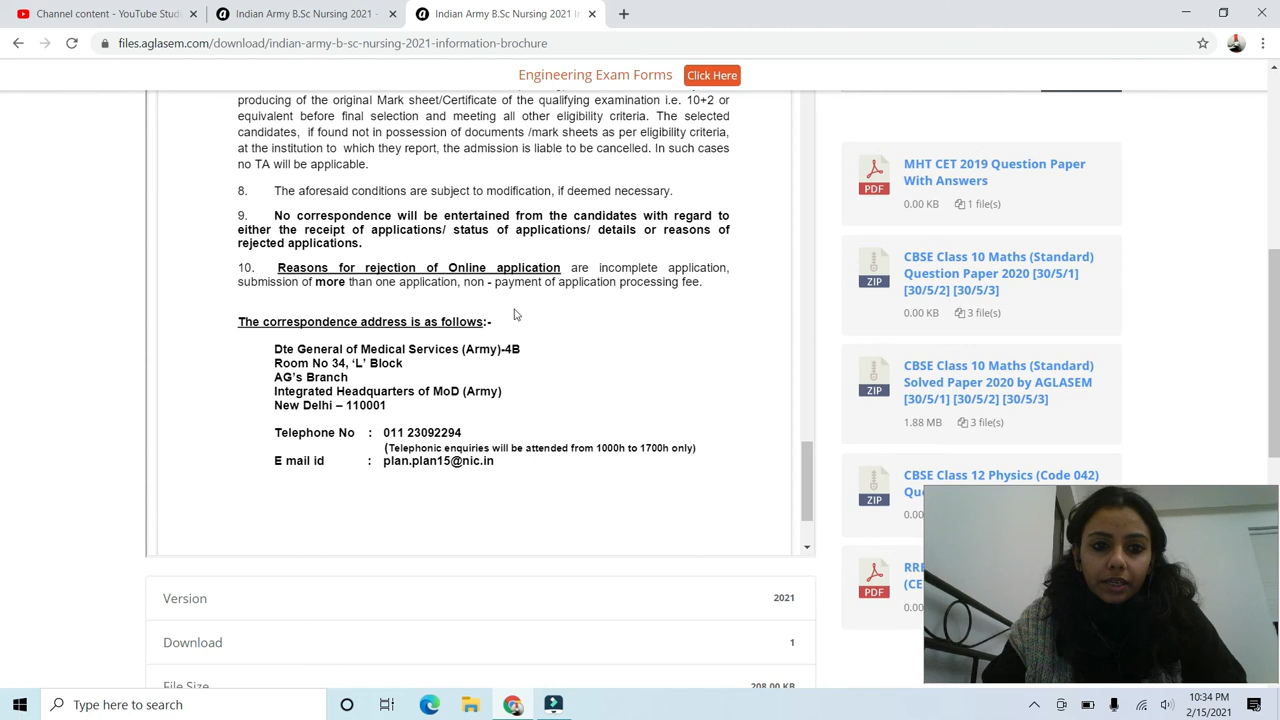 Channel content - YouTube Studi
Indian Army B.Sc Nursing 2021 -
Indian Army B.Sc Nursing 2021 In
files.aglasem.com/download/indian-army-b-sc-nursing-2021-information-brochure
Engineering Exam Forms Click Here
producing of the original Mark sheet/Certificate of the qualifying examination i.e. 10+2 or
equivalent before final selection and meeting all other eligibility criteria. The selected
candidates, if found not in possession of documents /mark sheets as per eligibility criteria,
at the institution to which they report, the admission is liable to be cancelled. In such cases
no TA will be applicable.
8. The aforesaid conditions are subject to modification, if deemed necessary.
9. No correspondence will be entertained from the candidates with regard to
either the receipt of applications/ status of applications/ details or reasons of
rejected applications.
10. Reasons for rejection of Online application are incomplete application,
submission of more than one application, non - payment of application processing fee.
The correspondence address is as follows:-
Dte General of Medical Services (Army)-4B
Room No 34, ‘L’ Block
AG’s Branch
Integrated Headquarters of MoD (Army)
New Delhi – 110001
Telephone No : 011 23092294
(Telephonic enquiries will be attended from 1000h to 1700h only)
E mail id : plan.plan15@nic.in
Version 2021
Download 1
File Size 208.00 KB
PDF
MHT CET 2019 Question Paper
With Answers
0.00 KB 1 file(s)
ZIP
CBSE Class 10 Maths (Standard)
Question Paper 2020 [30/5/1]
[30/5/2] [30/5/3]
0.00 KB 3 file(s)
ZIP
CBSE Class 10 Maths (Standard)
Solved Paper 2020 by AGLASEM
[30/5/1] [30/5/2] [30/5/3]
1.88 MB 3 file(s)
ZIP
CBSE Class 12 Physics (Code 042)
PDF
Type here to search
10:34 PM
2/15/2021